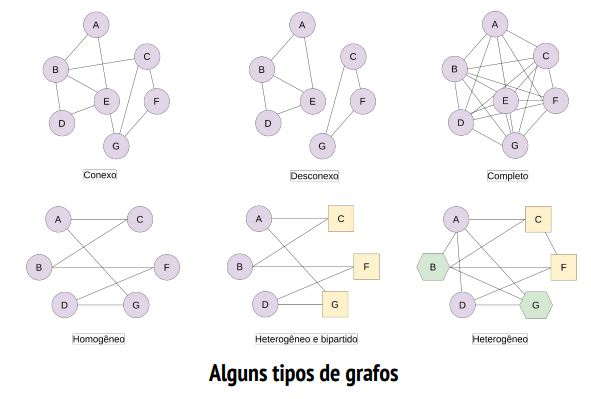 A
B
C
D
E
F
G
Conexo
A
B
C
D
E
F
G
Desconexo
A
B
C
D
E
F
G
Completo
A
C
B
F
D
G
Homogêneo
A
C
B
F
D
G
Heterogêneo e bipartido
A
C
B
F
D
G
Heterogêneo
Alguns tipos de grafos